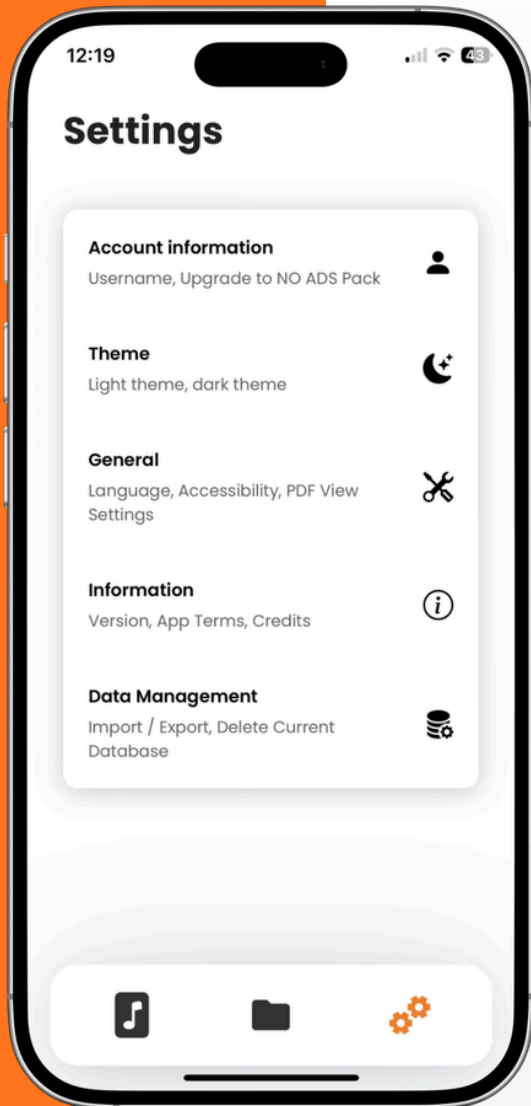 12:19
43
Settings
Account information
Username, Upgrade to NO ADS Pack
Theme
Light theme, dark theme
General
Language, Accessibility, PDF View
Settings
Information
Version, App Terms, Credits
Data Management
Import / Export, Delete Current
Database